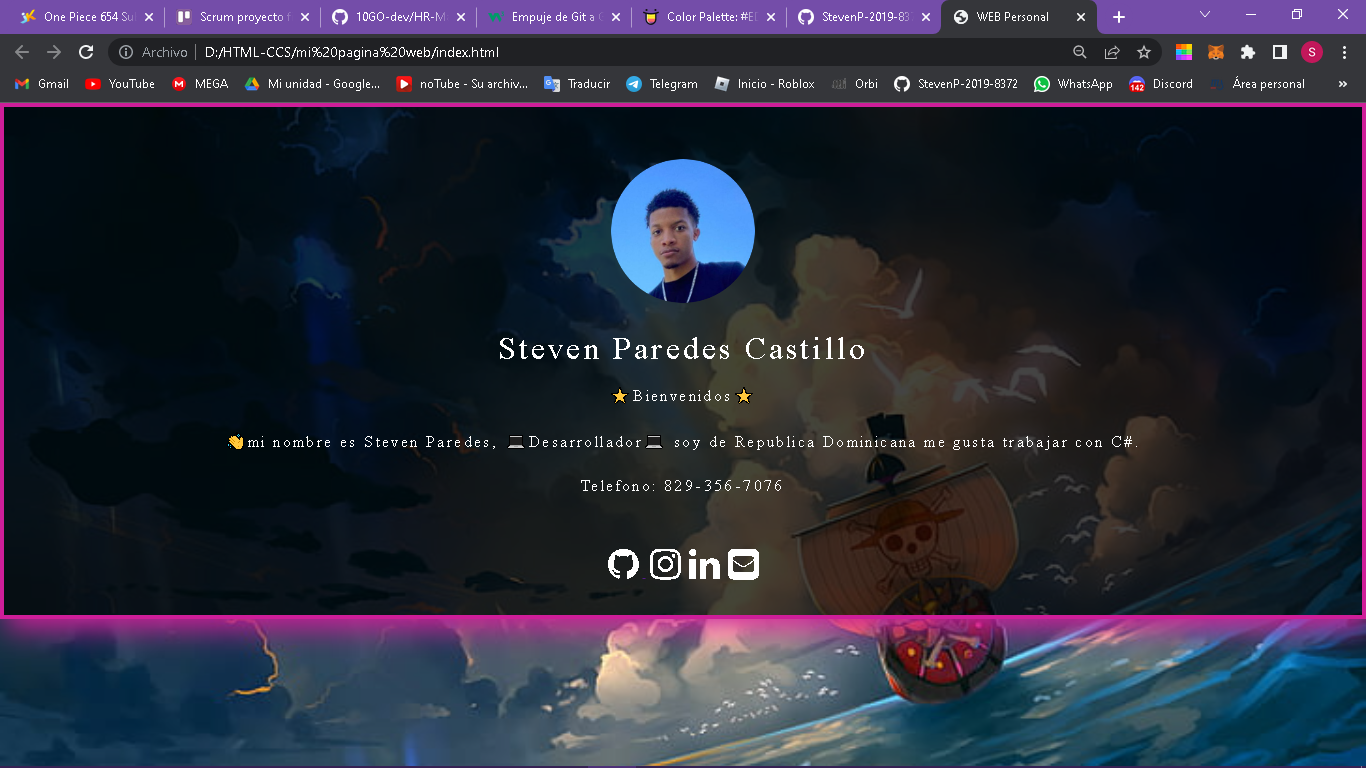 One Piece 654 Su
Scrum proyecto f
10GO-dev/HR-M
Empuje de Git a G
Color Palette: #E
StevenP-2019-83
WEB Personal
Archivo
D:/HTML-CCS/mi%20pagina%20web/index.html
S
Gmail
YouTube
MEGA
Mi unidad - Google...
noTube - Su archiv...
Traducir
Telegram
Inicio - Roblox
Orbi
StevenP-2019-8372
WhatsApp
142
Discord
Área personal
»
Steven Paredes Castillo
⭐Bienvenidos ⭐
👏mi nombre es Steven Paredes, 💻Desarrollador💻 soy de Republica Dominicana me gusta trabajar con C#.
Telefono: 829-356-7076
in